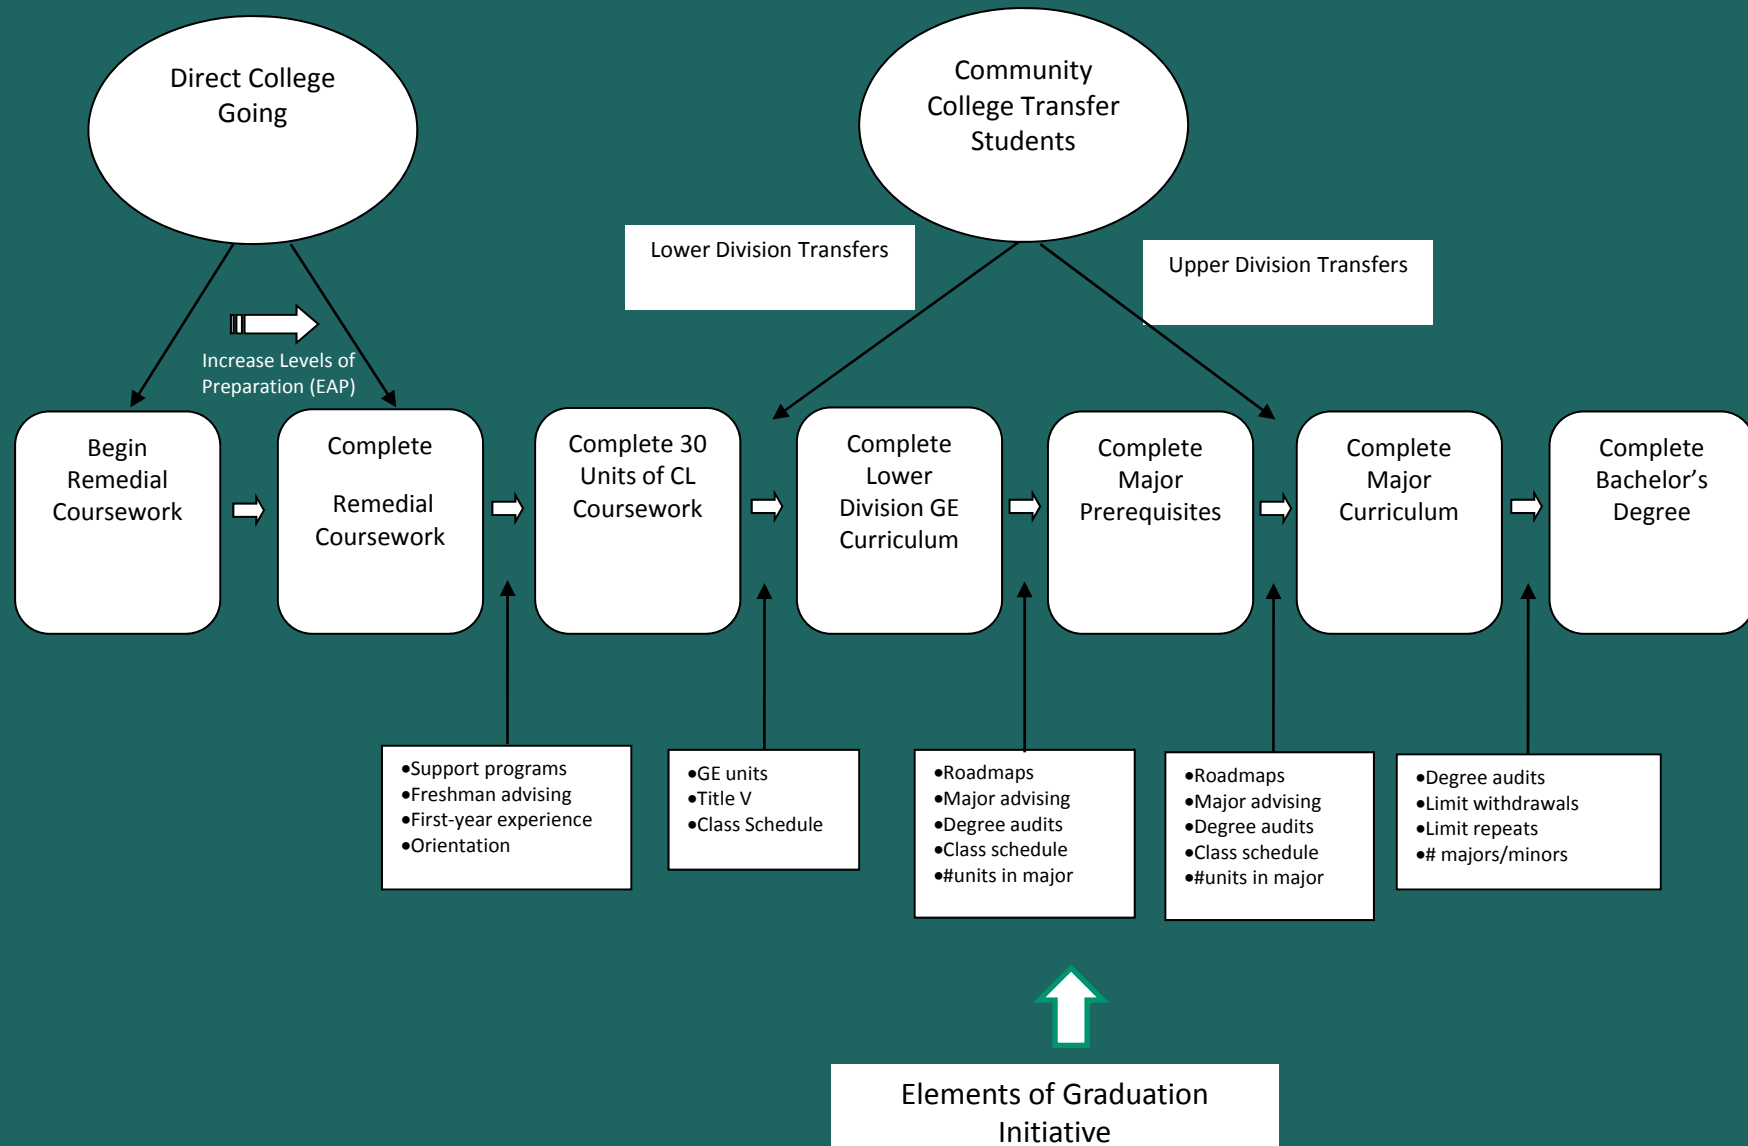 Direct College
Going
Community
College Transfer
Students
Lower Division Transfers
Upper Division Transfers
Increase Levels of
Preparation (EAP)
Begin
Remedial
Coursework
Complete
Remedial
Coursework
Complete 30
Units of CL
Coursework
Complete
Lower
Division GE
Curriculum
Complete
Major
Prerequisites
Complete
Major
Curriculum
Complete
Bachelor’s
Degree
•Support programs
•Freshman advising
•First-year experience
•Orientation
•GE units
•Title V
•Class Schedule
•Roadmaps
•Major advising
•Degree audits
•Class schedule
•#units in major
•Roadmaps
•Major advising
•Degree audits
•Class schedule
•#units in major
•Degree audits
•Limit withdrawals
•Limit repeats
•# majors/minors
Elements of Graduation
Initiative